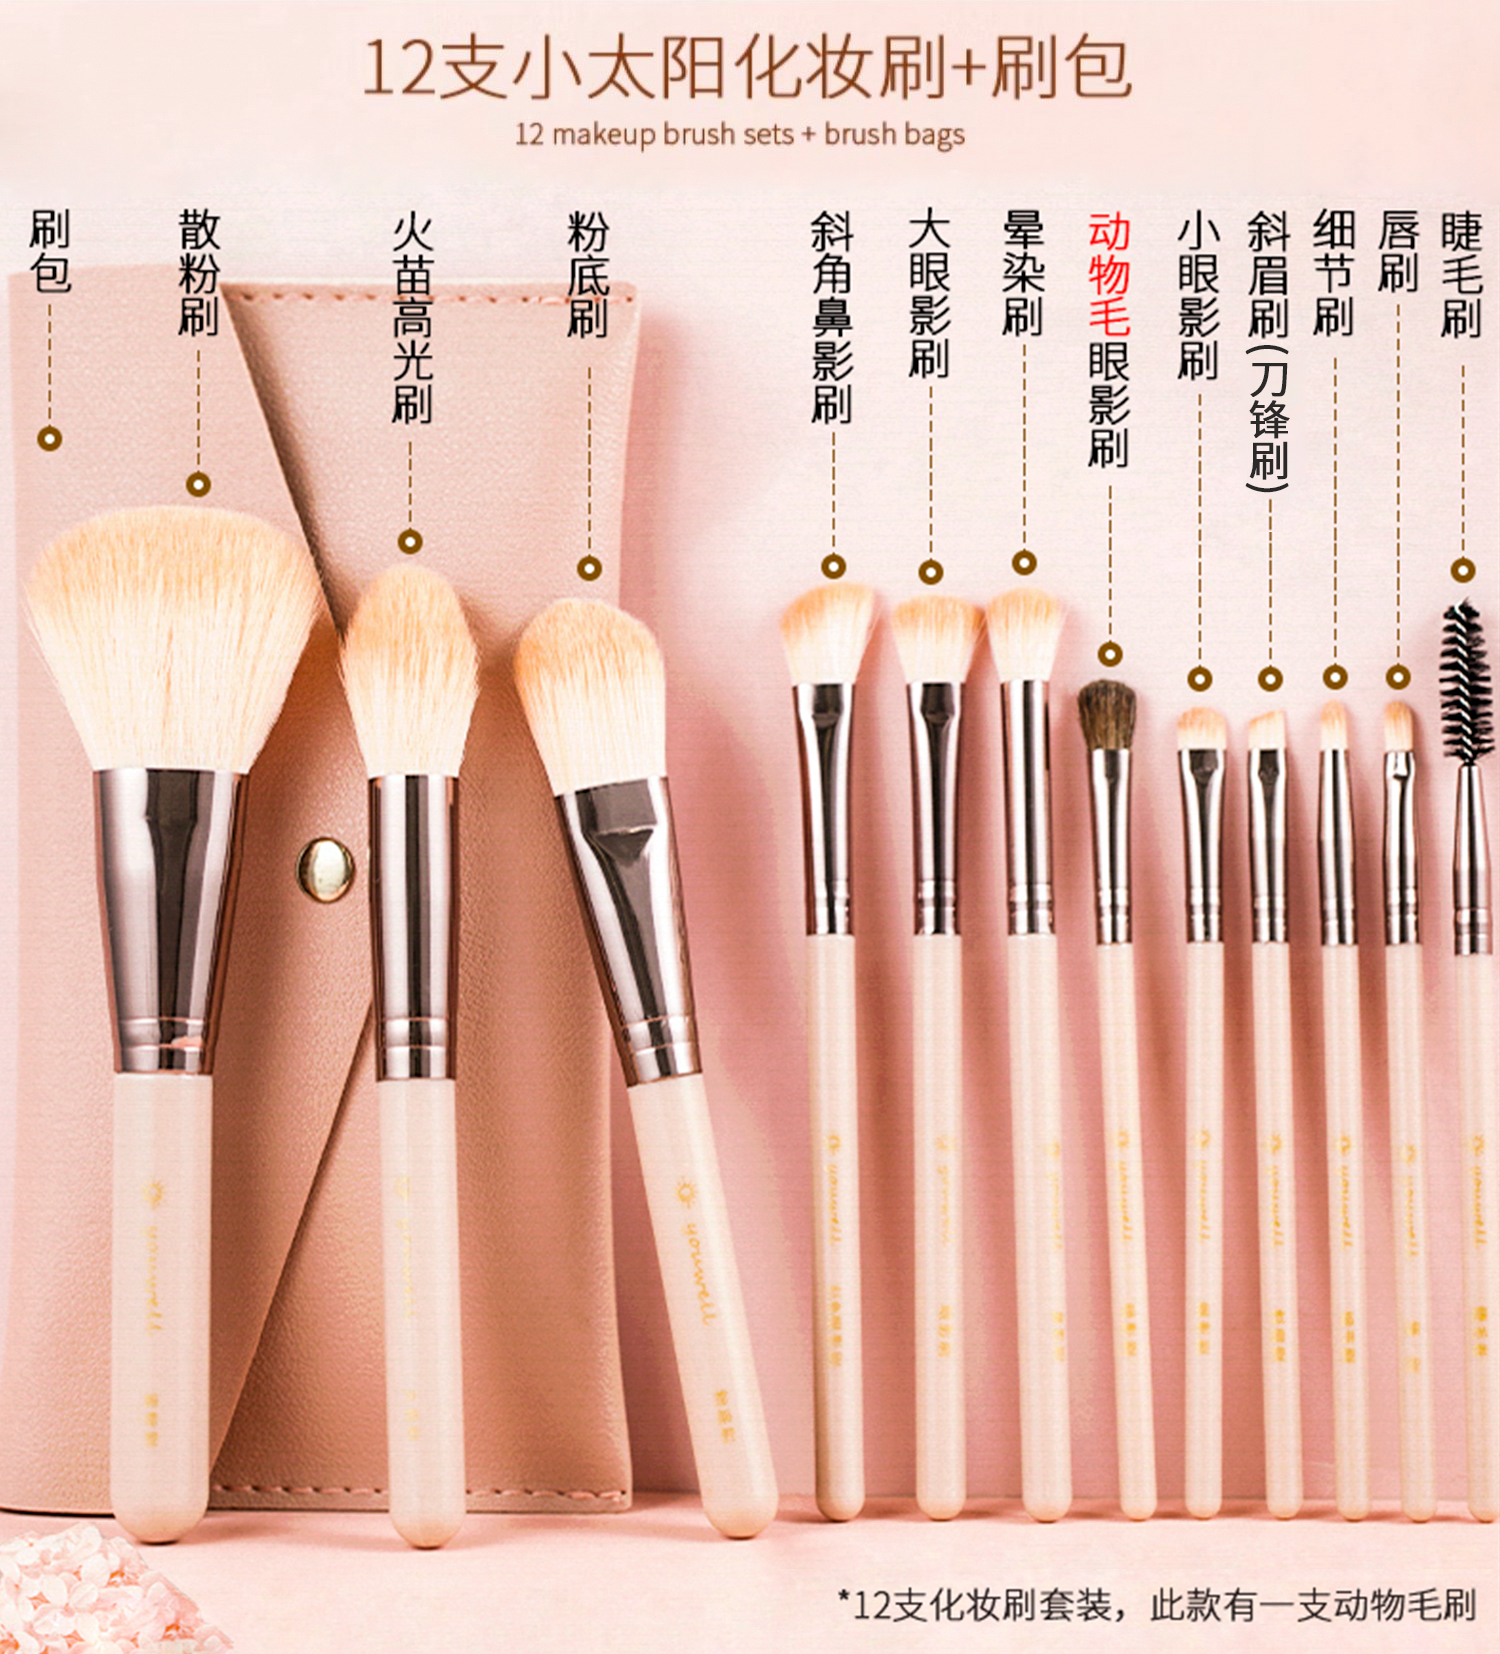 12支小太阳化妆刷+刷包
12 makeup brush sets + brush bags
刷包
散粉刷
火苗高光刷
粉底刷
斜角鼻影刷
大眼影刷
晕染刷
动物毛眼影刷
小眼影刷
斜眉刷(刀锋刷)
细节刷
唇刷
睫毛刷
youwell
*12支化妆刷套装，此款有一支动物毛刷